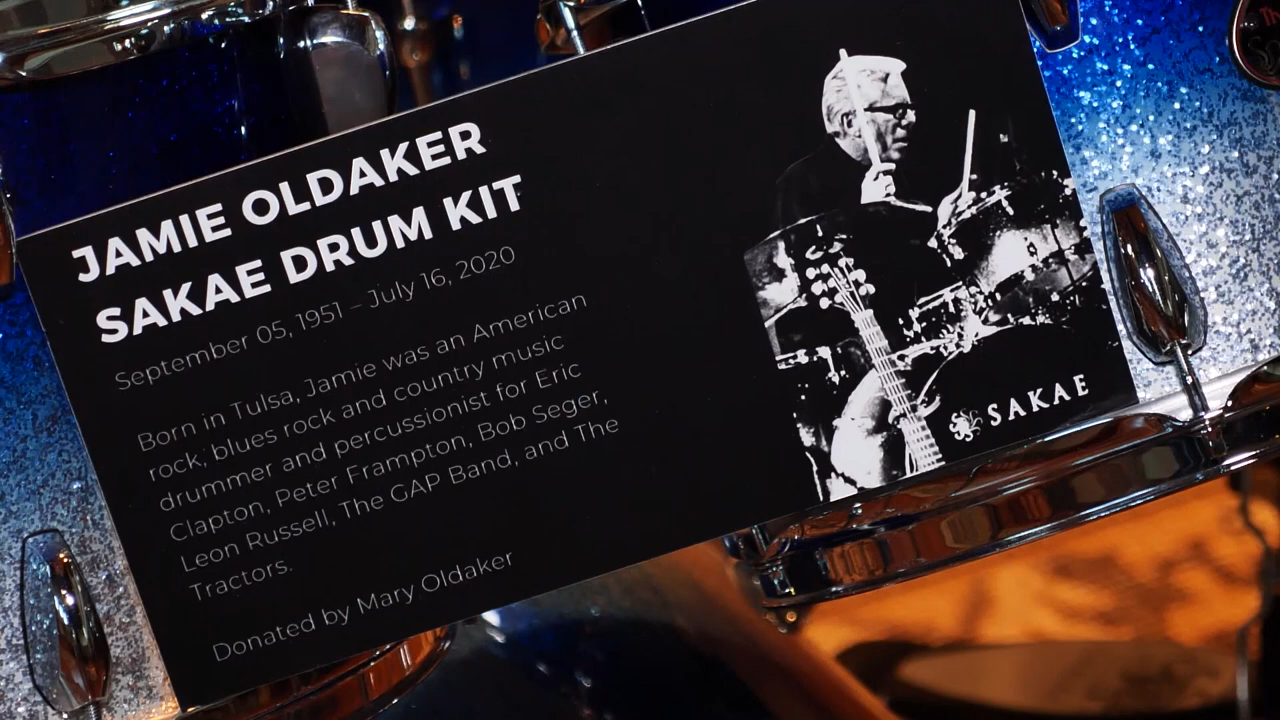 JAMIE OLDAKER
SAKAE DRUM KIT
September 05, 1951 – July 16, 2020
Born in Tulsa, Jamie was an American
rock, blues rock and country music
drummer and percussionist for Eric
Clapton, Peter Frampton, Bob Seger,
Leon Russell, The GAP Band, and The
Tractors.
Donated by Mary Oldaker
SAKAE